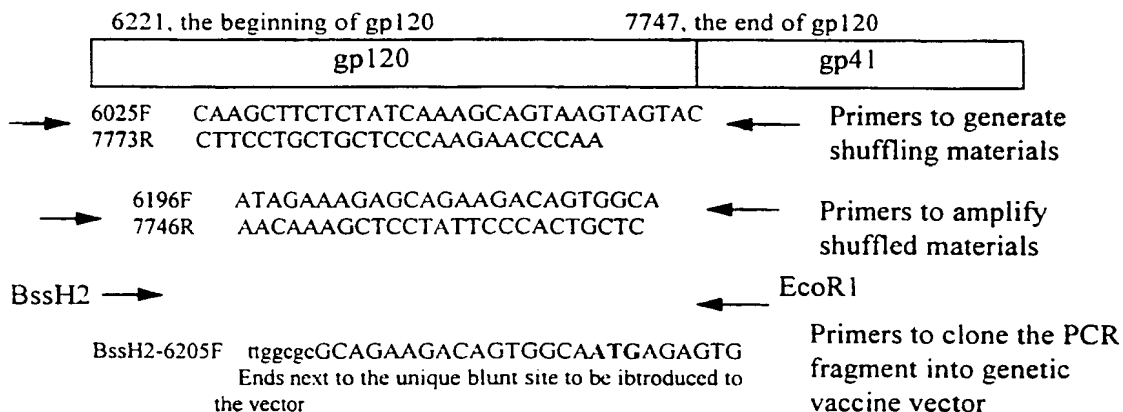 6221, the beginning of gp120
7747, the end of gp120
gp120
gp41
6025F CAAGCTTCTCTATCAAAGCAGTAAGTAGTAC
7773R CTTCCTGCTGCTCCCAAGAACCCAA
Primers to generate
shuffling materials
6196F ATAGAAAGAGCAGAAGACAGTGGCA
7746R AACAAAGCTCCTATTCCCACTGCTC
Primers to amplify
shuffled materials
BssH2
EcoR1
BssH2-6205F ttggcgcGCAGAAGACAGTGGCAATGAGAGTG
Ends next to the unique blunt site to be ibtroduced to
the vector
Primers to clone the PCR
fragment into genetic
vaccine vector